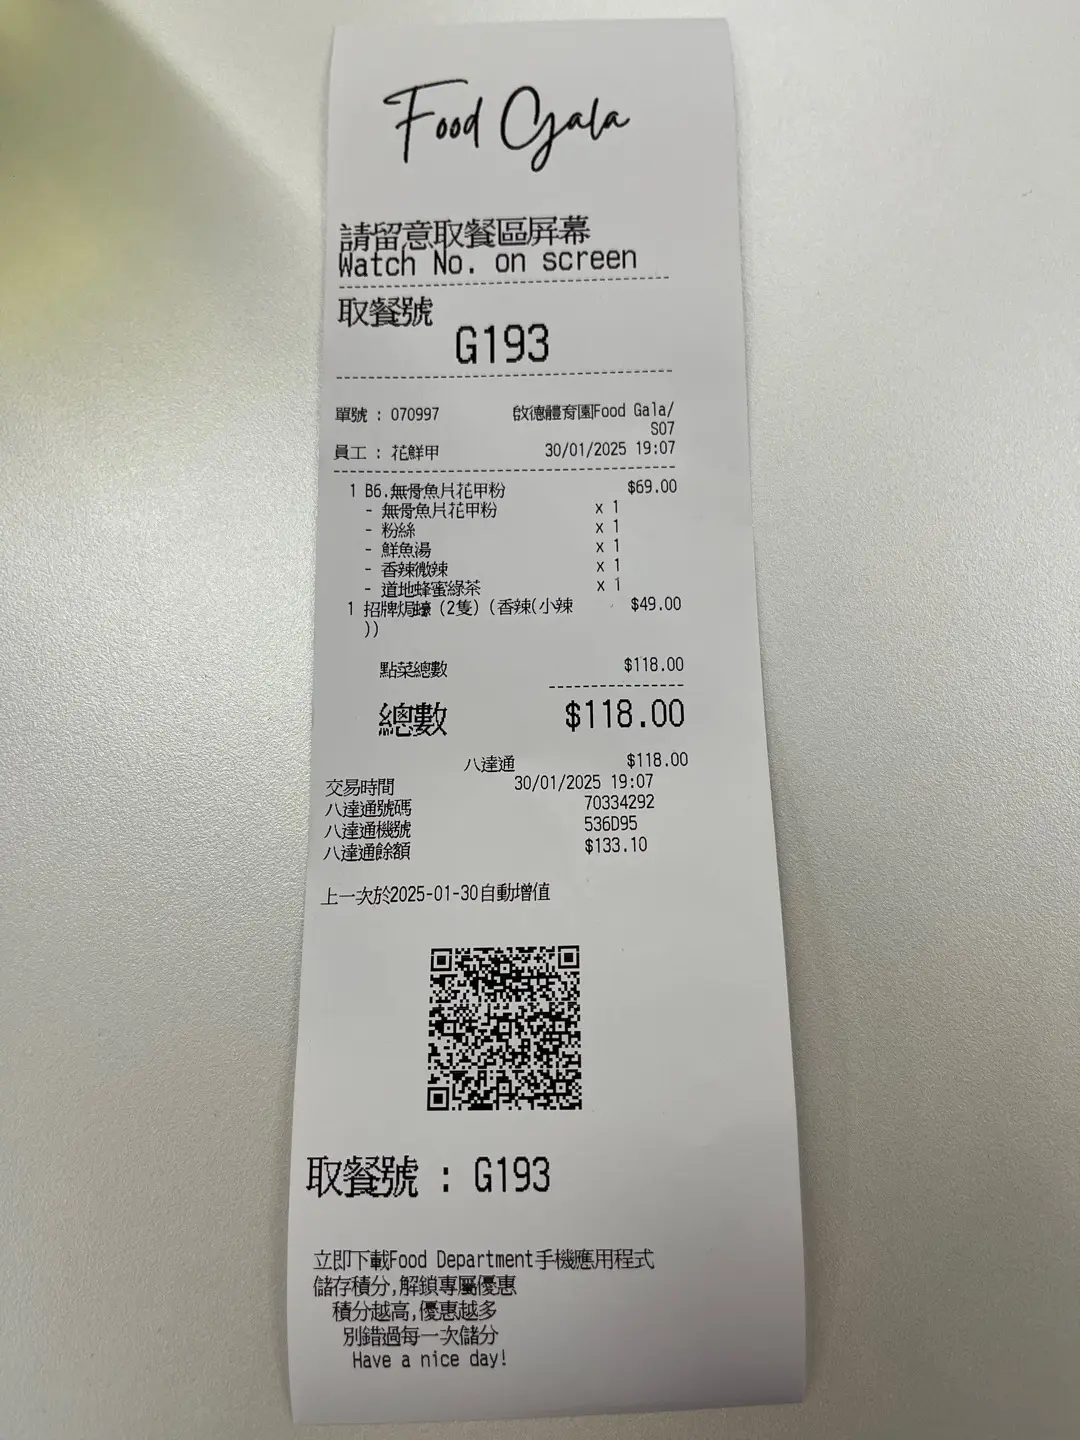 Food Gala
請留意取餐區屏幕
Watch No. on screen
取餐號
G193
單號 : 070997 啟德體育園Food Gala/
S07
員工 : 花鮮甲 30/01/2025 19:07
1 B6.無骨魚片花甲粉 $69.00
- 無骨魚片花甲粉 x 1
- 粉絲 x 1
- 鮮魚湯 x 1
- 香辣微辣 x 1
- 道地蜂蜜綠茶 x 1
1 招牌焗蠔 (2隻) (香辣(小辣 $49.00
))
點菜總數 $118.00
總數 $118.00
八達通 $118.00
交易時間 30/01/2025 19:07
八達通號碼 70334292
八達通機號 536D95
八達通餘額 $133.10
上一次於2025-01-30自動增值
取餐號 : G193
立即下載Food Department手機應用程式
儲存積分,解鎖專屬優惠
積分越高,優惠越多
別錯過每一次儲分
Have a nice day!